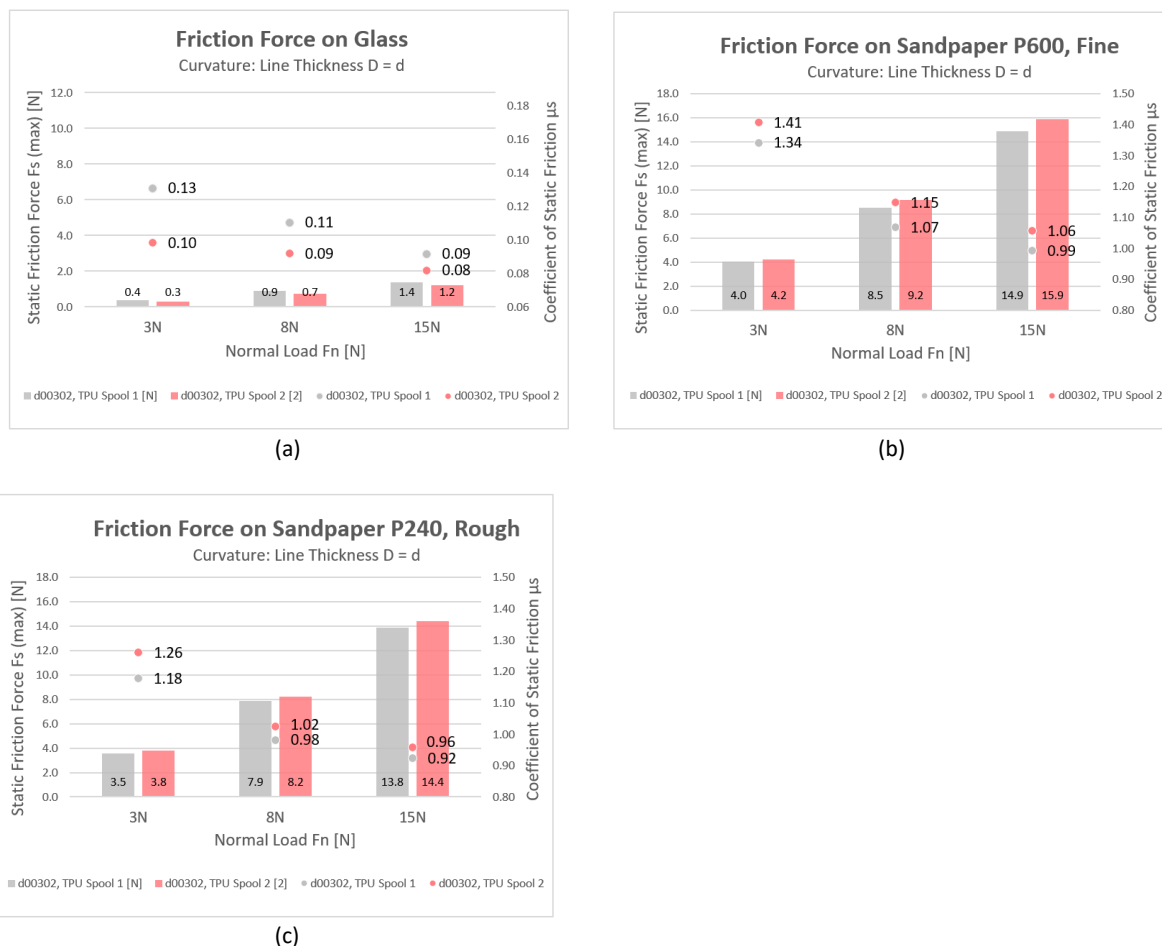 Friction Force on Glass
Curvature: Line Thickness D = d
Static Friction Force Fs (max) [N]
12.0
10.0
8.0
6.0
4.0
2.0
0.0
0.18
0.16
0.14
0.12
0.10
0.08
0.06
Coefficient of Static Friction µs
0.13
0.10
0.11
0.09
0.09
0.08
0.4
0.3
0.9
0.7
1.4
1.2
3N
8N
15N
Normal Load Fn [N]
d00302, TPU Spool 1 [N]
d00302, TPU Spool 2 [2]
d00302, TPU Spool 1
d00302, TPU Spool 2
(a)
Friction Force on Sandpaper P600, Fine
Curvature: Line Thickness D = d
Static Friction Force Fs (max) [N]
18.0
16.0
14.0
12.0
10.0
8.0
6.0
4.0
2.0
0.0
1.50
1.40
1.30
1.20
1.10
1.00
0.90
0.80
Coefficient of Static Friction µs
1.41
1.34
1.15
1.07
1.06
0.99
4.0
4.2
8.5
9.2
14.9
15.9
3N
8N
15N
Normal Load Fn [N]
d00302, TPU Spool 1 [N]
d00302, TPU Spool 2 [2]
d00302, TPU Spool 1
d00302, TPU Spool 2
(b)
Friction Force on Sandpaper P240, Rough
Curvature: Line Thickness D = d
Static Friction Force Fs (max) [N]
18.0
16.0
14.0
12.0
10.0
8.0
6.0
4.0
2.0
0.0
1.50
1.40
1.30
1.20
1.10
1.00
0.90
0.80
Coefficient of Static Friction µs
1.26
1.18
1.02
0.98
0.96
0.92
3.5
3.8
7.9
8.2
13.8
14.4
3N
8N
15N
Normal Load Fn [N]
d00302, TPU Spool 1 [N]
d00302, TPU Spool 2 [2]
d00302, TPU Spool 1
d00302, TPU Spool 2
(c)